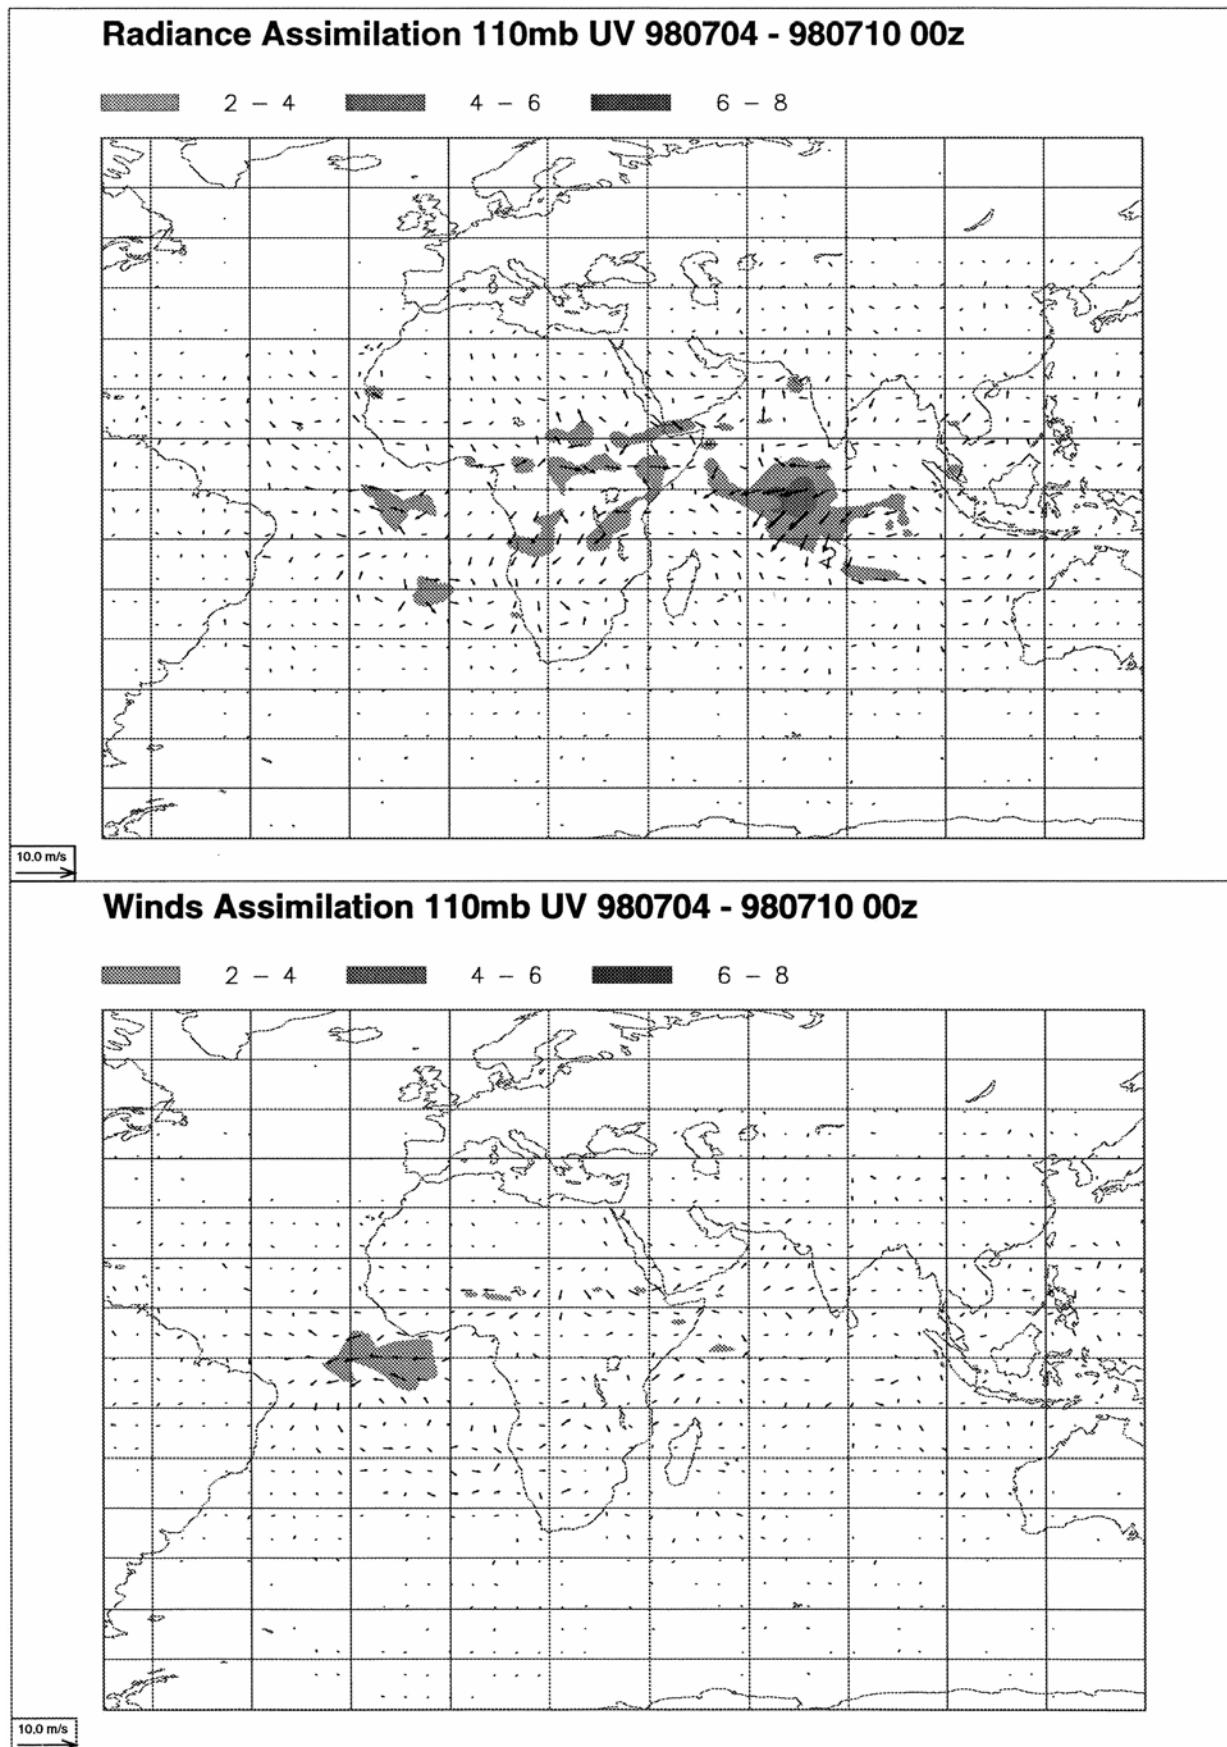 Radiance Assimilation 110mb UV 980704 - 980710 00z
2 – 4 4 – 6 6 – 8
10.0 m/s
Winds Assimilation 110mb UV 980704 - 980710 00z
2 – 4 4 – 6 6 – 8
10.0 m/s